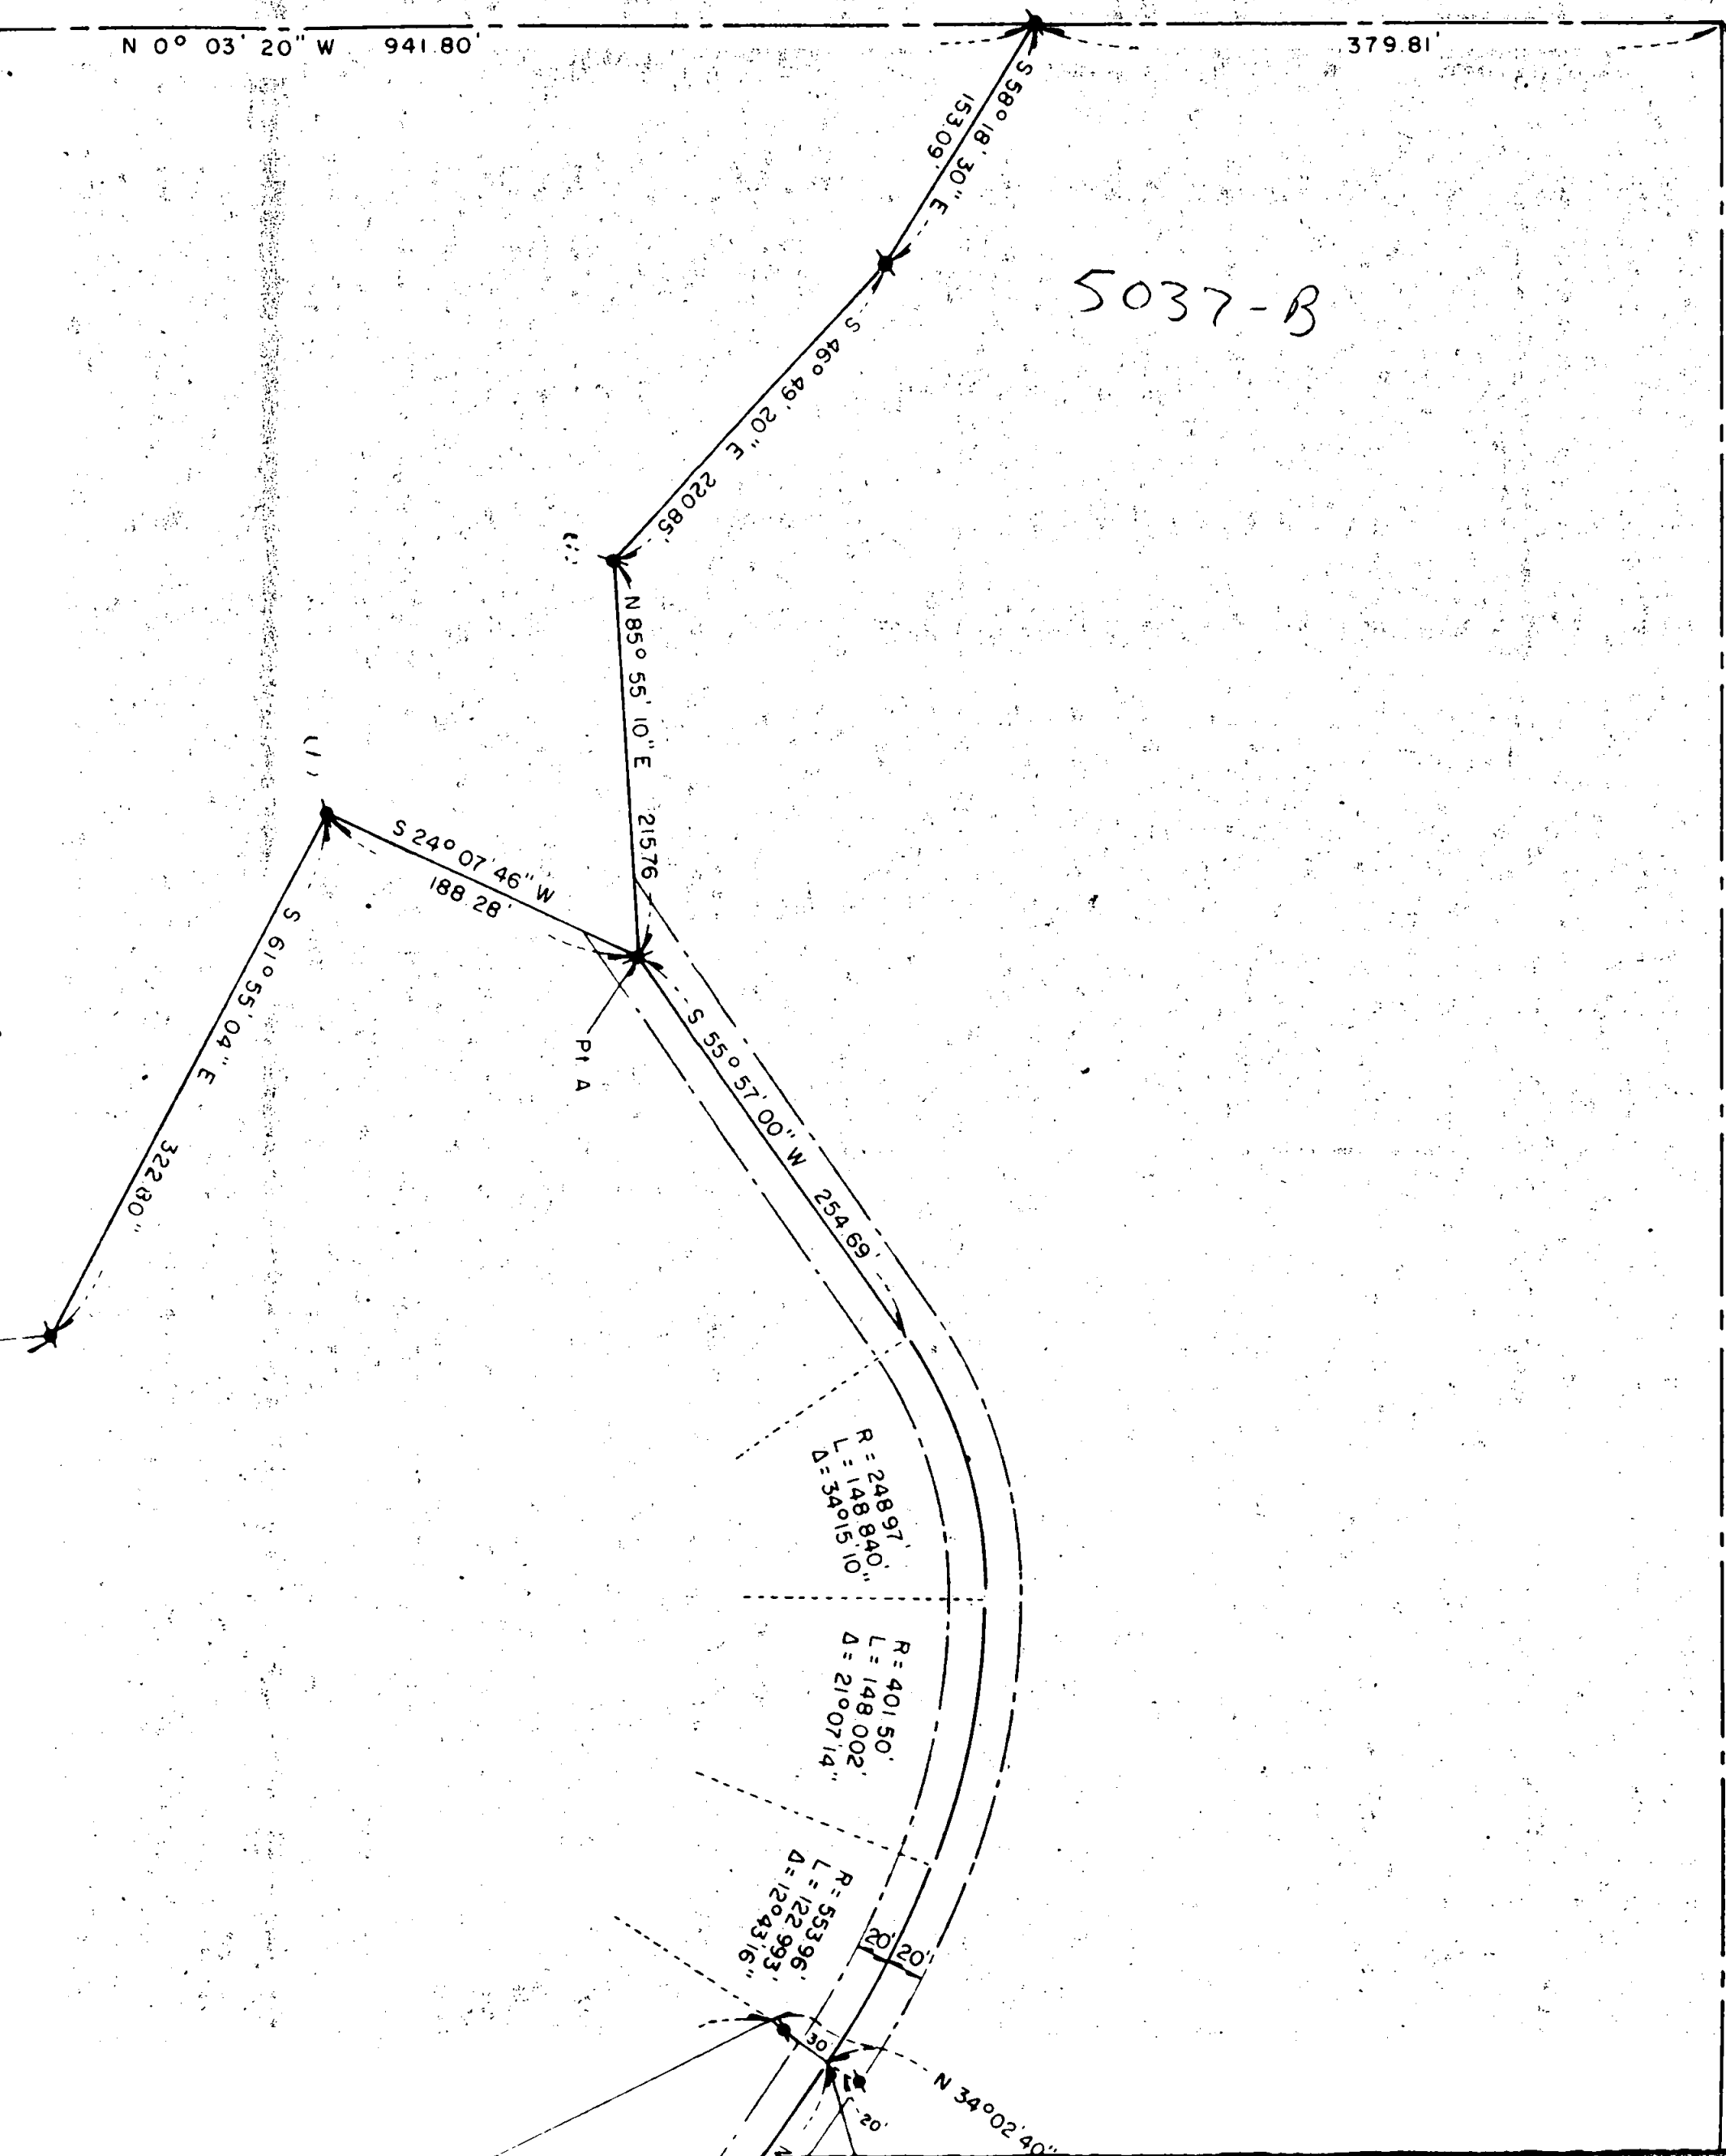 N 0° 03' 20" W 941.80'
379.81'
S 58° 18' 30" E
153.09'
5037-B
S 46° 49' 20" E 220.85'
N 85° 55' 10" E 215.76
S 24° 07' 46" W
188.28'
S 61° 55' 04" E 322.80"
Pt A
S 55° 57' 00" W 254.69'
R = 248.97'
L = 148.840'
Δ = 34° 15' 10"
R = 401.50'
L = 148.002'
Δ = 21° 07' 14"
R = 553.96'
L = 122.993'
Δ = 12° 43' 16"
20' 20'
30'
20'
N 34° 02' 40"